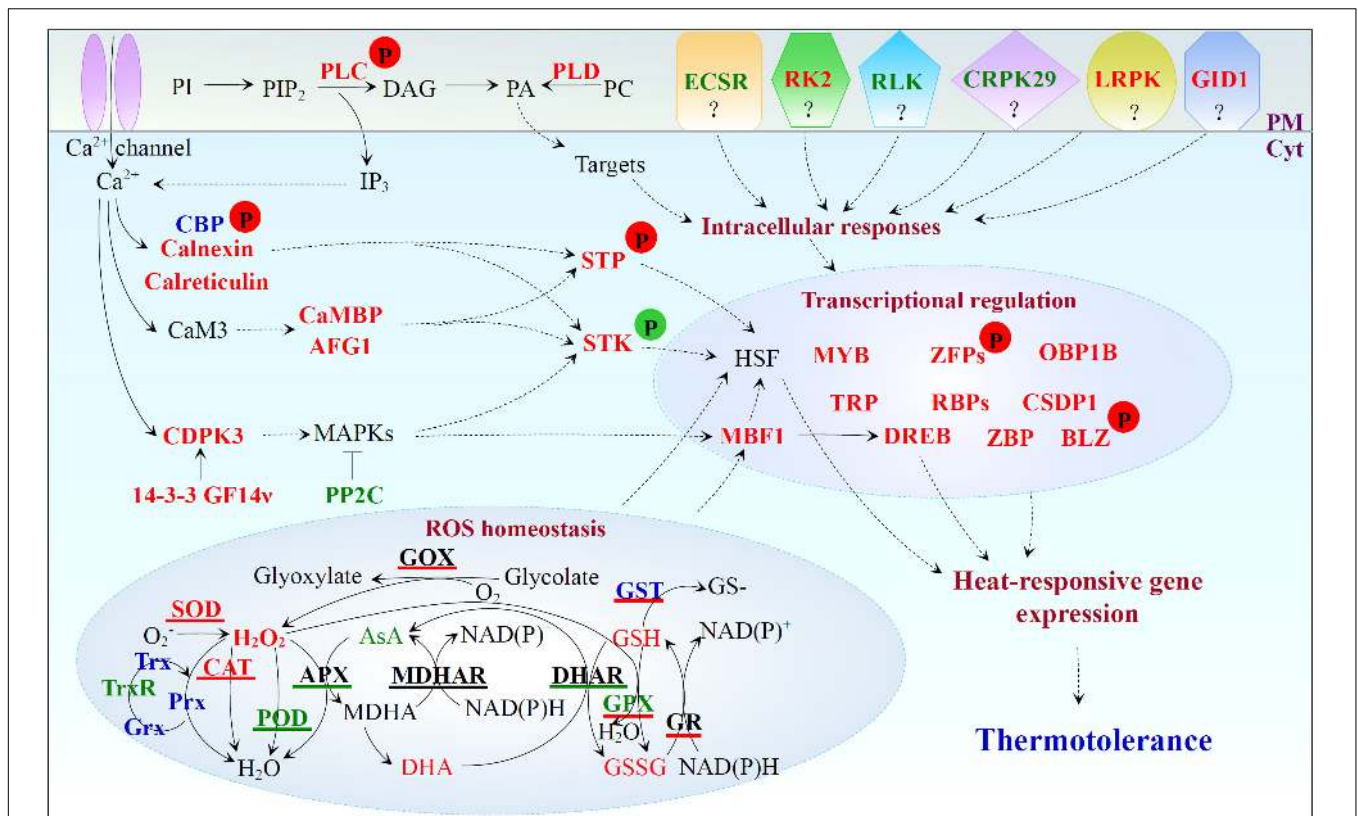 PI
PIP₂
PLC
P
DAG
PA
PLD
PC
ECSR
?
RK2
?
RLK
?
CRPK29
?
LRPK
?
GID1
?
PM
Cyt
Ca²⁺ channel
Ca²⁺
IP₃
Targets
Intracellular responses
CBP
P
Calnexin
Calreticulin
STP
P
CaM3
CaMBP
AFG1
STK
P
CDPK3
MAPKs
14-3-3 GF14ν
PP2C
Transcriptional regulation
HSF
MYB
ZFPs
P
OBP1B
TRP
RBPs
CSDP1
MBF1
DREB
ZBP
BLZ
P
ROS homeostasis
GOX
Glyoxylate
Glycolate
O₂
GST
GS-
SOD
O₂⁻
H₂O₂
AsA
NAD(P)
GSH
NAD(P)⁺
Trx
CAT
TrxR
Prx
APX
MDHAR
DHAR
GPX
Grx
POD
MDHA
NAD(P)H
H₂O
GR
H₂O
DHA
GSSG
NAD(P)H
Heat-responsive gene
expression
Thermotolerance